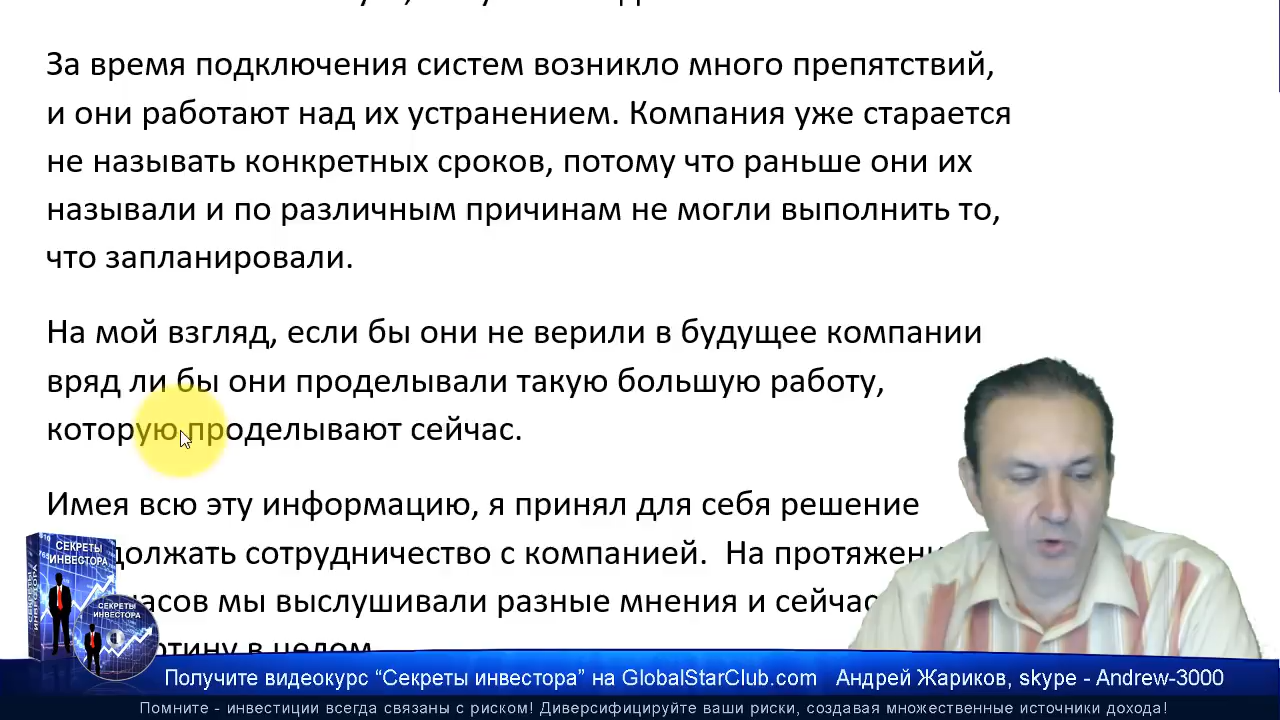 За время подключения систем возникло много препятствий,
и они работают над их устранением. Компания уже старается
не называть конкретных сроков, потому что раньше они их
называли и по различным причинам не могли выполнить то,
что запланировали.
На мой взгляд, если бы они не верили в будущее компании
вряд ли бы они проделывали такую большую работу,
которую проделывают сейчас.
Имея всю эту информацию, я принял для себя решение
должать сотрудничество с компанией. На протяжен
часов мы выслушивали разные мнения и сейчас
в целом
СЕКРЕТЫ
ИНВЕСТОРА
СЕКРЕТЫ
ИНВЕСТОРА
Получите видеокурс “Секреты инвестора” на GlobalStarClub.com Андрей Жариков, skype - Andrew-3000
Помните - инвестиции всегда связаны с риском! Диверсифицируйте ваши риски, создавая множественные источники дохода!